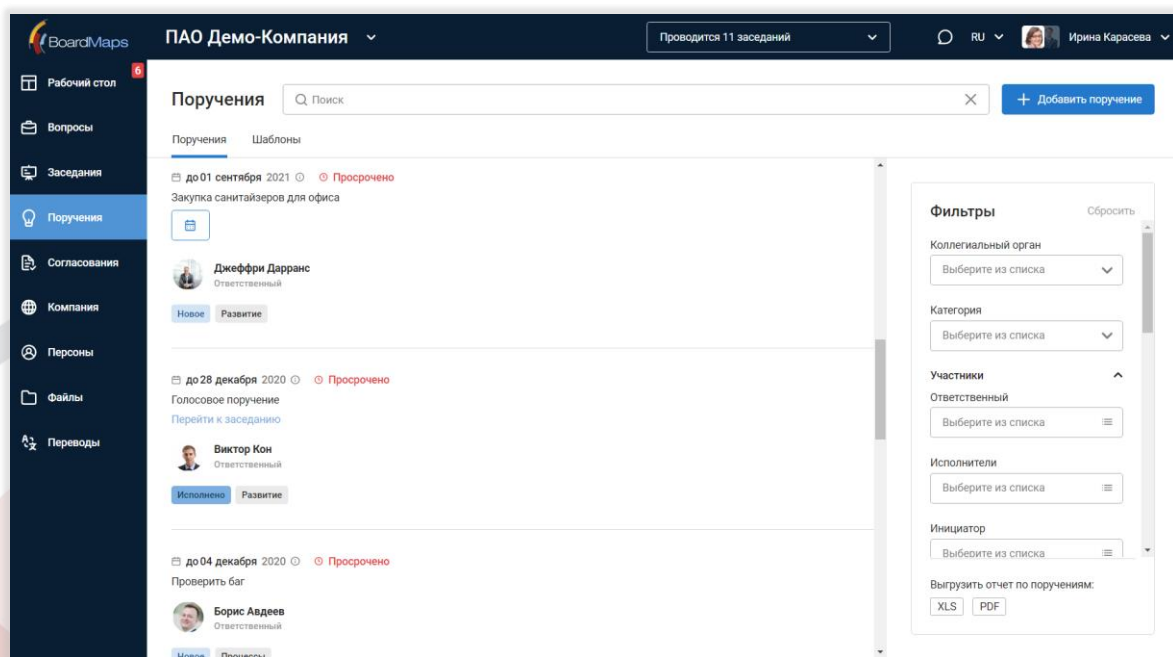 BoardMaps
ПАО Демо-Компания
Проводится 11 заседаний
RU
Ирина Карасева
Рабочий стол
6
Вопросы
Заседания
Поручения
Согласования
Компания
Персоны
Файлы
Переводы
Поручения
Поиск
+ Добавить поручение
Поручения Шаблоны
до 01 сентября 2021 Просрочено
Закупка санитайзеров для офиса
Джеффри Дарранс
Ответственный
Новое Развитие
до 28 декабря 2020 Просрочено
Голосовое поручение
Перейти к заседанию
Виктор Кон
Ответственный
Исполнено Развитие
до 04 декабря 2020 Просрочено
Проверить баг
Борис Авдеев
Ответственный
Новое Процессы
Фильтры Сбросить
Коллегиальный орган
Выберите из списка
Категория
Выберите из списка
Участники
Ответственный
Выберите из списка
Исполнители
Выберите из списка
Инициатор
Выберите из списка
Выгрузить отчет по поручениям:
XLS PDF